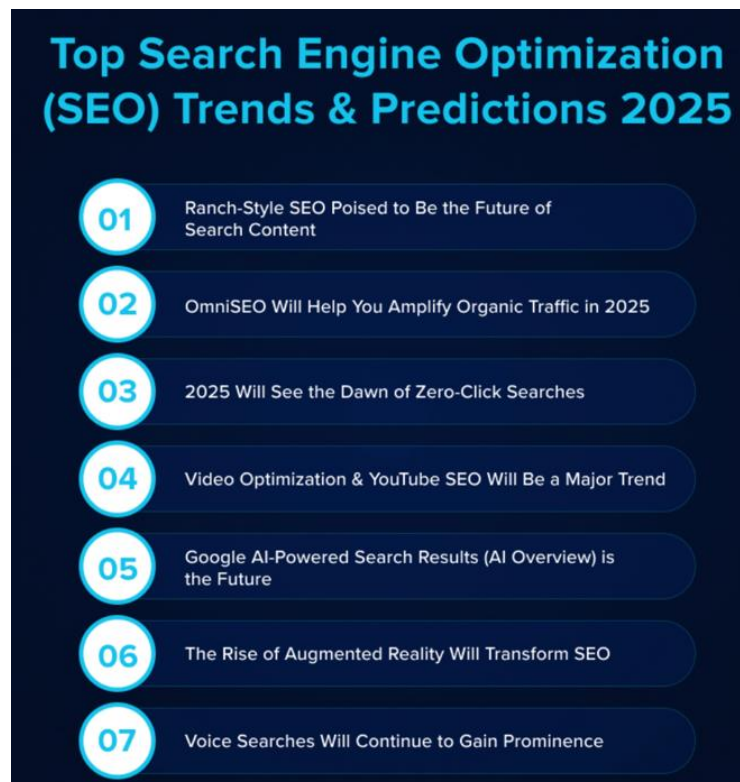 Top Search Engine Optimization
(SEO) Trends & Predictions 2025
01
Ranch-Style SEO Poised to Be the Future of
Search Content
02
OmniSEO Will Help You Amplify Organic Traffic in 2025
03
2025 Will See the Dawn of Zero-Click Searches
04
Video Optimization & YouTube SEO Will Be a Major Trend
05
Google AI-Powered Search Results (AI Overview) is
the Future
06
The Rise of Augmented Reality Will Transform SEO
07
Voice Searches Will Continue to Gain Prominence